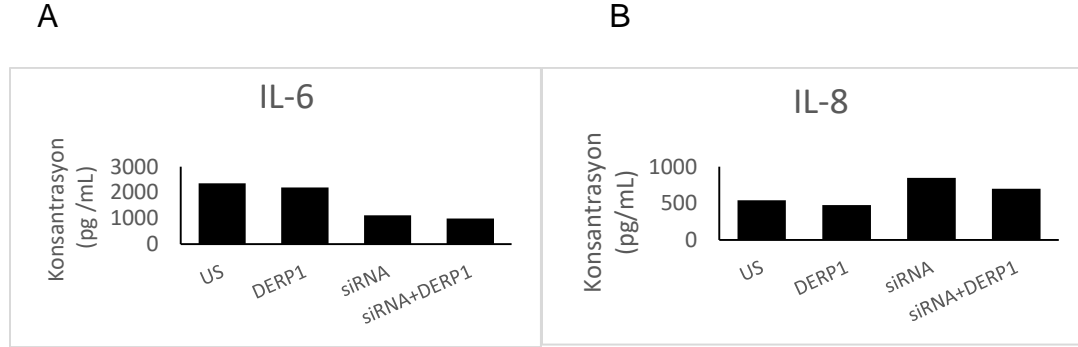 A
B
IL-6
Konsantrasyon
(pg /mL)
3000
2000
1000
0
US
DERP1
siRNA
siRNA+DERP1
IL-8
Konsantrasyon
(pg/mL)
1000
500
0
US
DERP1
siRNA
siRNA+DERP1